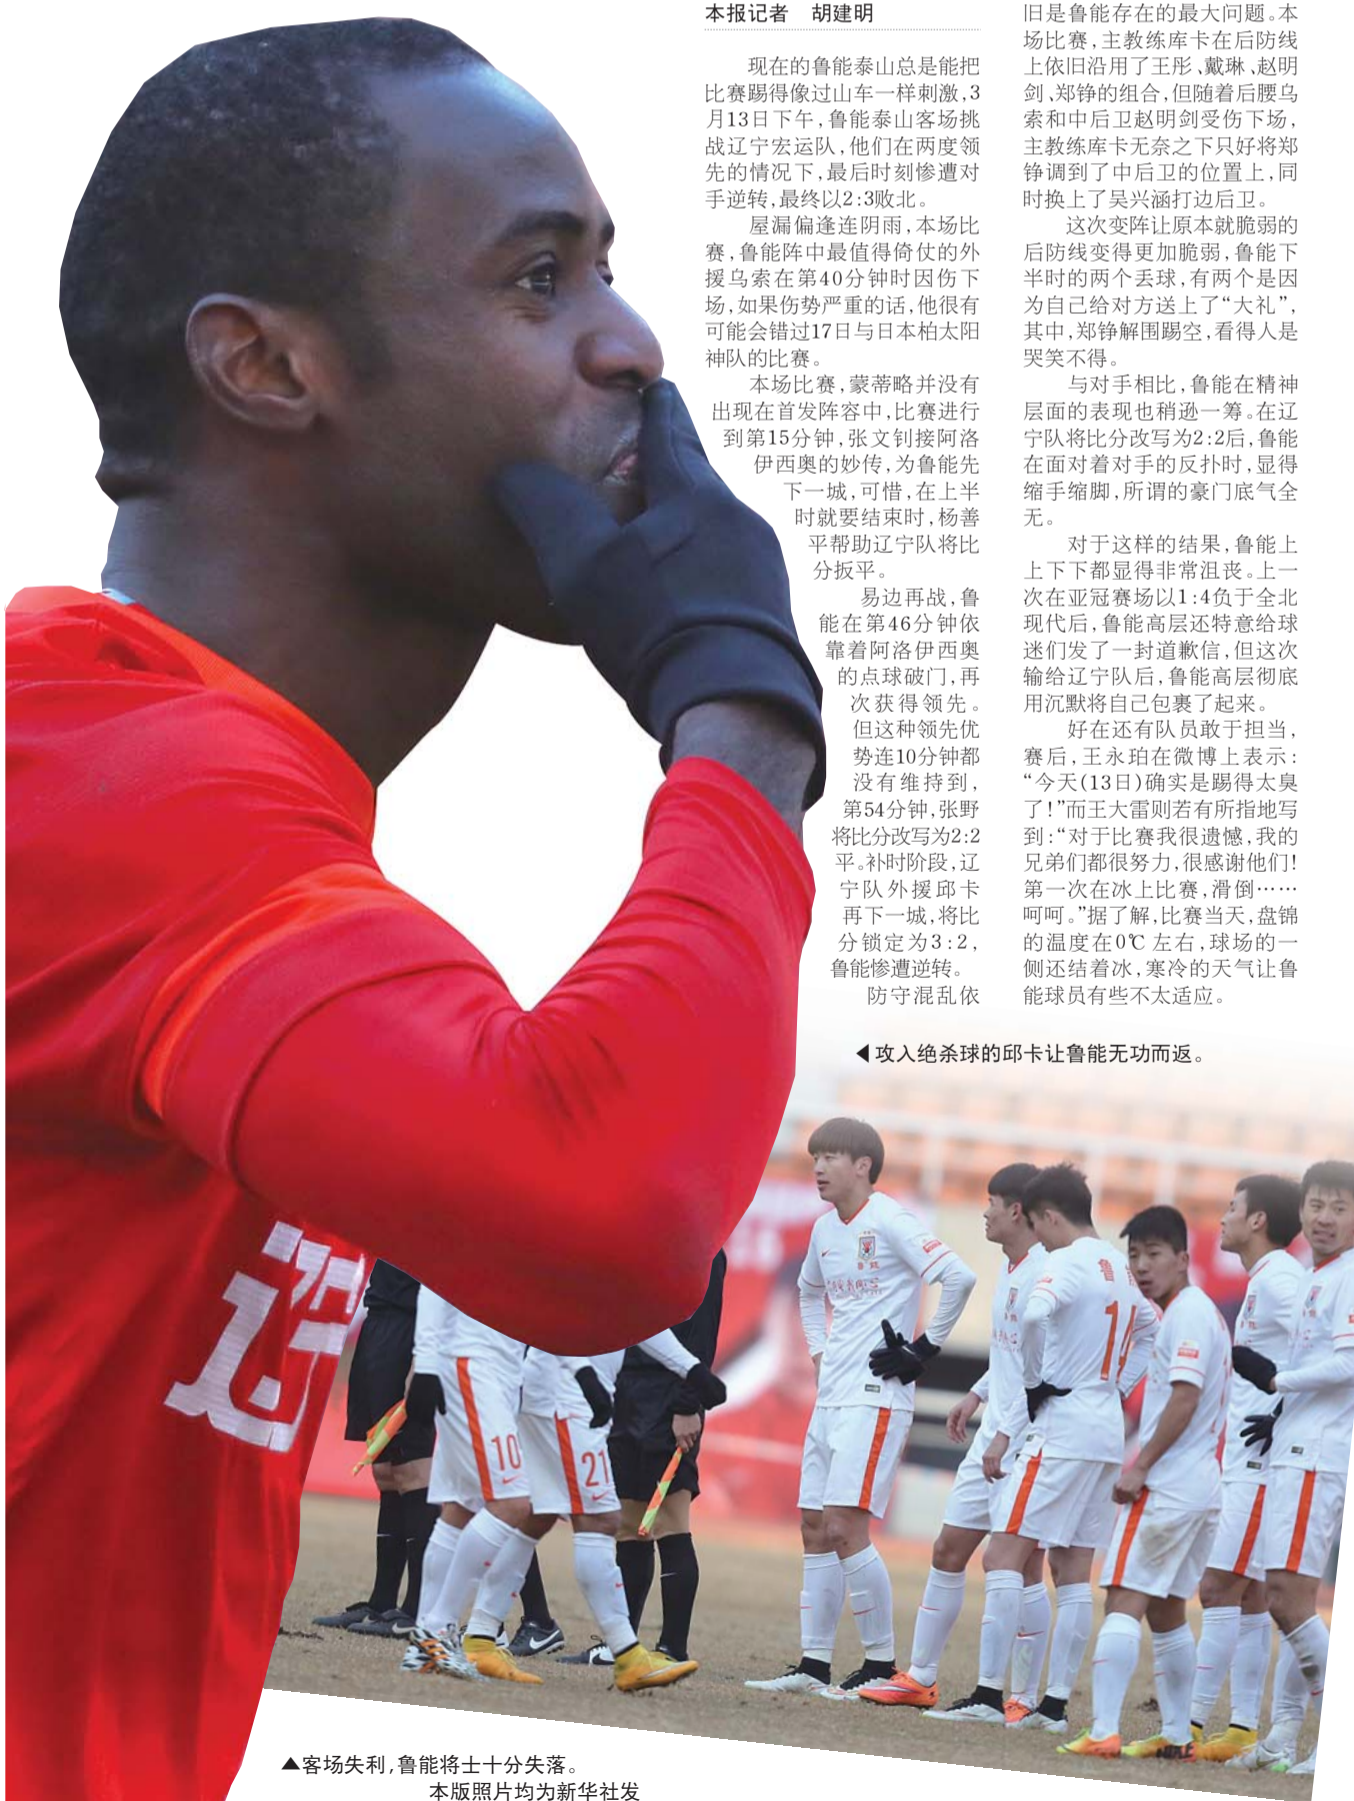 本报记者 胡建明
现在的鲁能泰山总是能把
比赛踢得像过山车一样刺激,3
月13日下午,鲁能泰山客场挑
战辽宁宏运队,他们在两度领
先的情况下,最后时刻惨遭对
手逆转,最终以2:3败北。
屋漏偏逢连阴雨,本场比
赛,鲁能阵中最值得倚仗的外
援乌索在第40分钟时因伤下
场,如果伤势严重的话,他很有
可能会错过17日与日本柏太阳
神队的比赛。
本场比赛,蒙蒂略并没有
出现在首发阵容中,比赛进行
到第15分钟,张文钊接阿洛
伊西奥的妙传,为鲁能先
下一城,可惜,在上半
时就要结束时,杨善
平帮助辽宁队将比
分扳平。
易边再战,鲁
能在第46分钟依
靠着阿洛伊西奥
的点球破门,再
次获得领先。
但这种领先优
势连10分钟都
没有维持到,
第54分钟,张野
将比分改写为2:2
平。补时阶段,辽
宁队外援邱卡
再下一城,将比
分锁定为3:2,
鲁能惨遭逆转。
防守混乱依
旧是鲁能存在的最大问题。本
场比赛,主教练库卡在后防线
上依旧沿用了王彤、戴琳、赵明
剑、郑铮的组合,但随着后腰乌
索和中后卫赵明剑受伤下场,
主教练库卡无奈之下只好将郑
铮调到了中后卫的位置上,同
时换上了吴兴涵打边后卫。
这次变阵让原本就脆弱的
后防线变得更加脆弱,鲁能下
半时的两个丢球,有两个是因
为自己给对方送上了“大礼”,
其中,郑铮解围踢空,看得人是
哭笑不得。
与对手相比,鲁能在精神
层面的表现也稍逊一筹。在辽
宁队将比分改写为2:2后,鲁能
在面对着对手的反扑时,显得
缩手缩脚,所谓的豪门底气全
无。
对于这样的结果,鲁能上
上下下都显得非常沮丧。上一
次在亚冠赛场以1:4负于全北
现代后,鲁能高层还特意给球
迷们发了一封道歉信,但这次
输给辽宁队后,鲁能高层彻底
用沉默将自己包裹了起来。
好在还有队员敢于担当,
赛后,王永珀在微博上表示:
“今天(13日)确实是踢得太臭
了!”而王大雷则若有所指地写
到:“对于比赛我很遗憾,我的
兄弟们都很努力,很感谢他们!
第一次在冰上比赛,滑倒……
呵呵。”据了解,比赛当天,盘锦
的温度在0℃左右,球场的一
侧还结着冰,寒冷的天气让鲁
能球员有些不太适应。
◀攻入绝杀球的邱卡让鲁能无功而返。
辽
鲁能
鲁能
14
10
21
▲客场失利,鲁能将士十分失落。
本版照片均为新华社发